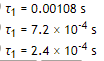 τ₁ = 0.00108 s
τ₁ = 7.2 × 10⁻⁴ s
τ₁ = 2.4 × 10⁻⁴ s